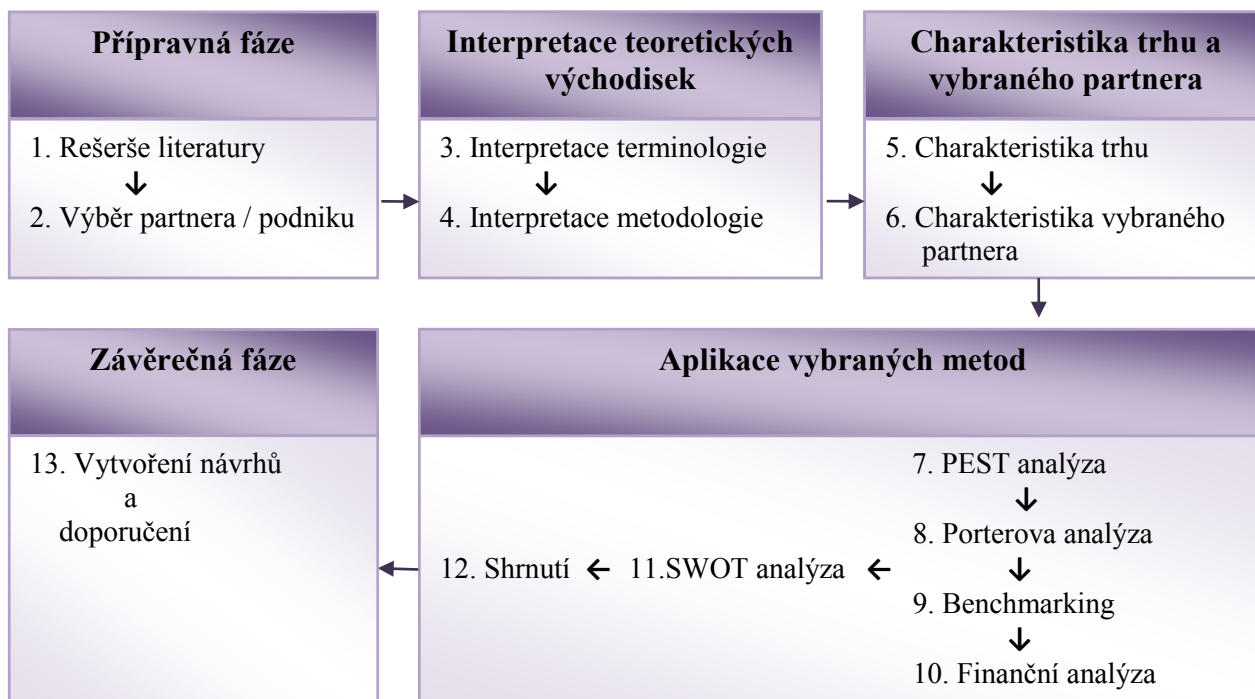 Přípravná fáze
1. Rešerše literatury
↓
2. Výběr partnera / podniku
Interpretace teoretických
východisek
3. Interpretace terminologie
↓
4. Interpretace metodologie
Charakteristika trhu a
vybraného partnera
5. Charakteristika trhu
↓
6. Charakteristika vybraného
partnera
Aplikace vybraných metod
7. PEST analýza
↓
8. Porterova analýza
↓
9. Benchmarking
↓
10. Finanční analýza
12. Shrnutí ← 11.SWOT analýza ←
Závěrečná fáze
13. Vytvoření návrhů
a
doporučení